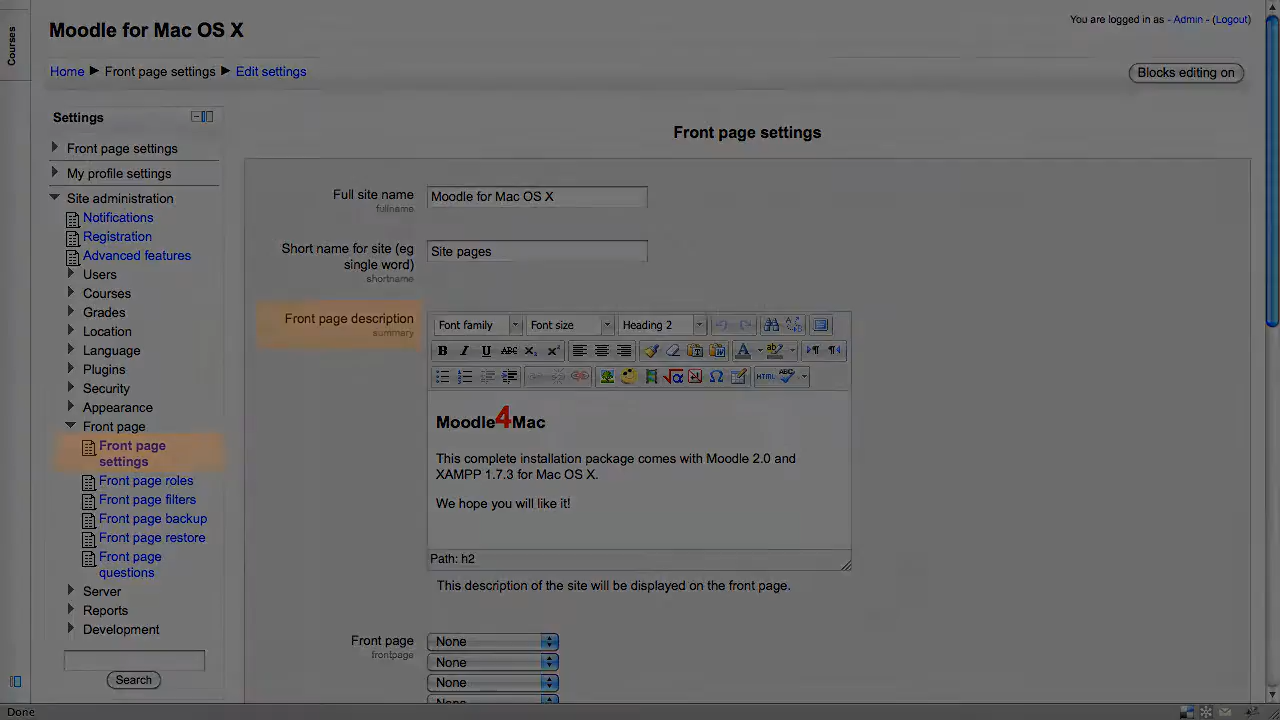 Courses
Moodle for Mac OS X
You are logged in as - Admin - (Logout)
Home ► Front page settings ► Edit settings
Blocks editing on
Settings
Front page settings
My profile settings
Site administration
Notifications
Registration
Advanced features
Users
Courses
Grades
Location
Language
Plugins
Security
Appearance
Front page
Front page
settings
Front page roles
Front page filters
Front page backup
Front page restore
Front page
questions
Server
Reports
Development
Search
Front page settings
Full site name
fullname
Moodle for Mac OS X
Short name for site (eg
single word)
shortname
Site pages
Front page description
summary
Font family
Font size
Heading 2
B I U ABC X₂ X²
HTML ABC
Moodle4Mac
This complete installation package comes with Moodle 2.0 and
XAMPP 1.7.3 for Mac OS X.
We hope you will like it!
Path: h2
This description of the site will be displayed on the front page.
Front page
frontpage
None
None
None
None
Done